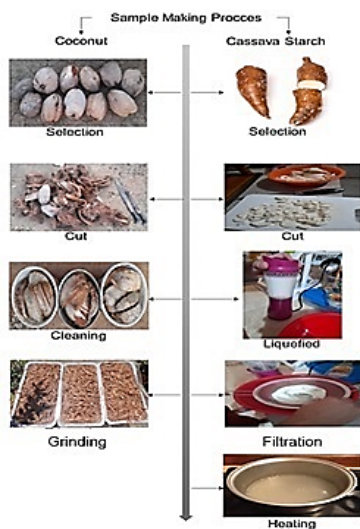 Sample Making Procces
Coconut
Cassava Starch
Selection
Selection
Cut
Cut
Cleaning
Liquefied
Grinding
Filtration
Heating